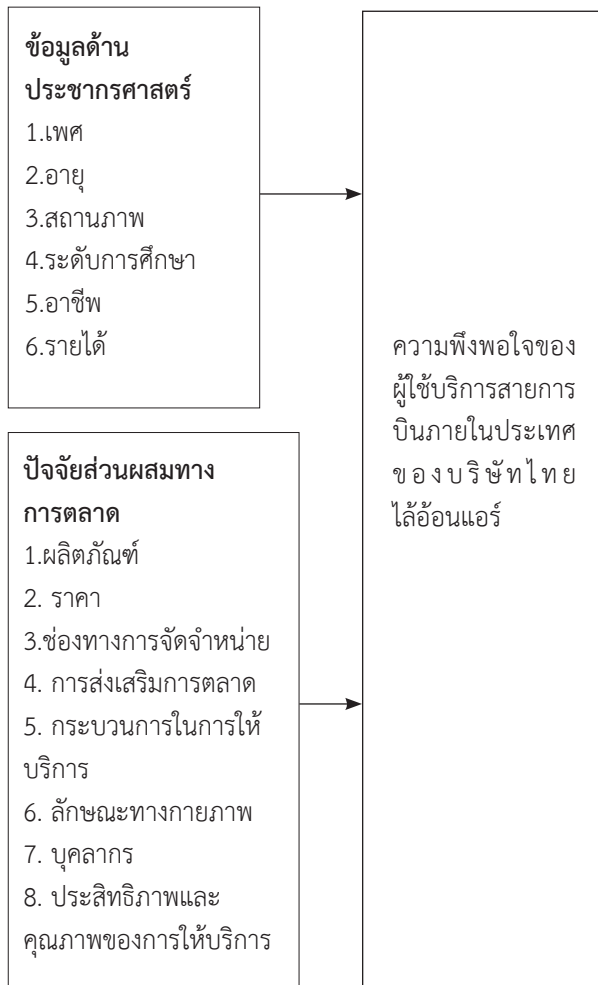 ข้อมูลด้าน
ประชากรศาสตร์
1.เพศ
2.อายุ
3.สถานภาพ
4.ระดับการศึกษา
5.อาชีพ
6.รายได้
ปัจจัยส่วนผสมทาง
การตลาด
1.ผลิตภัณฑ์
2. ราคา
3.ช่องทางการจัดจำหน่าย
4. การส่งเสริมการตลาด
5. กระบวนการในการให้
บริการ
6. ลักษณะทางกายภาพ
7. บุคลากร
8. ประสิทธิภาพและ
คุณภาพของการให้บริการ
ความพึงพอใจของ
ผู้ใช้บริการสายการ
บินภายในประเทศ
ของบริษัทไทย
ไล้อ้อนแอร์